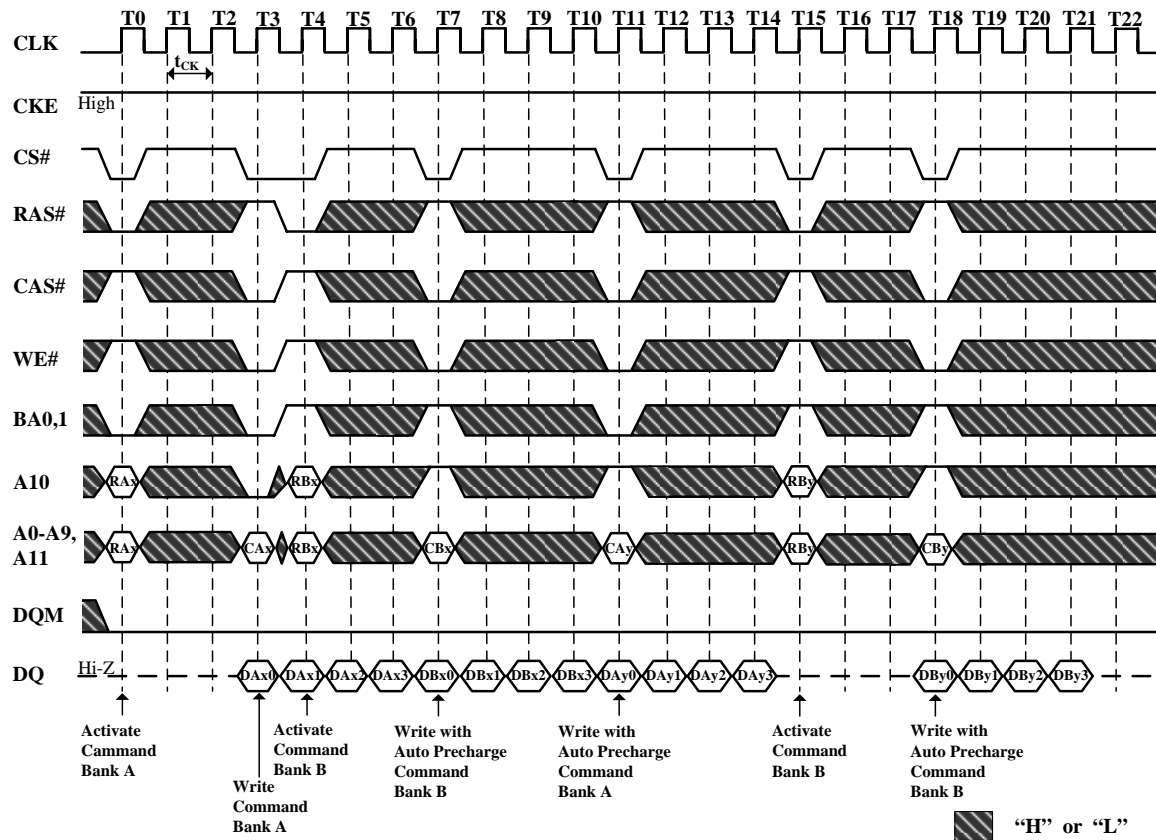 T0 T1 T2 T3 T4 T5 T6 T7 T8 T9 T10 T11 T12 T13 T14 T15 T16 T17 T18 T19 T20 T21 T22
CLK
tCK
CKE High
CS#
RAS#
CAS#
WE#
BA0,1
A10 RAx RBx RBy
A0-A9,
A11
RAx CAx RBx CBx CAy RBy CBy
DQM
DQ Hi-Z DAx0 DAx1 DAx2 DAx3 DBx0 DBx1 DBx2 DBx3 DAy0 DAy1 DAy2 DAy3 DBy0 DBy1 DBy2 DBy3
Activate
Cammand
Bank A
Write
Command
Bank A
Activate
Command
Bank B
Write with
Auto Precharge
Command
Bank B
Write with
Auto Precharge
Command
Bank A
Activate
Command
Bank B
Write with
Auto Precharge
Command
Bank B
“H” or “L”